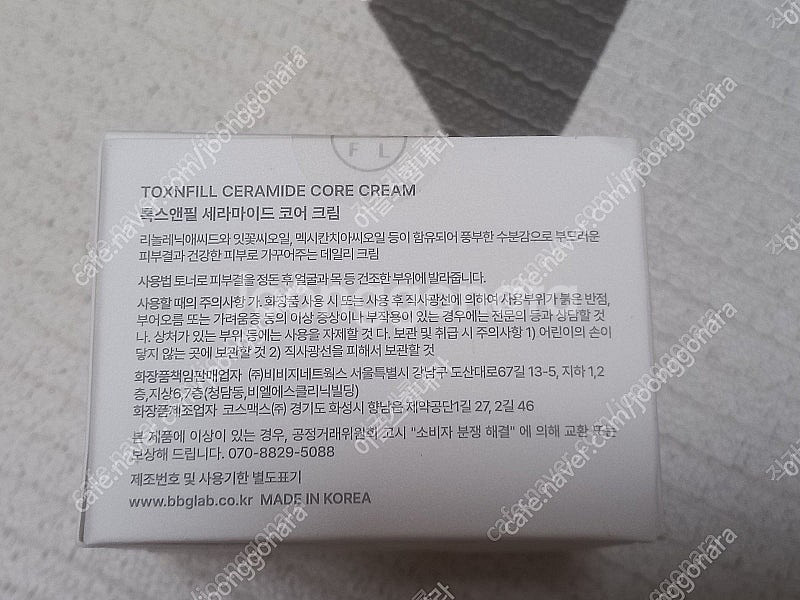 F L
TOXNFILL CERAMIDE CORE CREAM
톡스앤필 세라마이드 코어 크림
리놀레닉애씨드와 잇꽃씨오일, 멕시칸치아씨오일 등이 함유되어 풍부한 수분감으로 부드러운
피부결과 건강한 피부로 가꾸어주는 데일리 크림
사용법 토너로 피부결을 정돈 후 얼굴과 목 등 건조한 부위에 발라줍니다.
사용할 때의 주의사항 가. 화장품 사용 시 또는 사용 후 직사광선에 의하여 사용부위가 붉은 반점,
부어오름 또는 가려움증 등의 이상 증상이나 부작용이 있는 경우에는 전문의 등과 상담할 것
나. 상처가 있는 부위 등에는 사용을 자제할 것 다. 보관 및 취급 시 주의사항 1) 어린이의 손이
닿지 않는 곳에 보관할 것 2) 직사광선을 피해서 보관할 것
화장품책임판매업자 ㈜비비지네트웍스 서울특별시 강남구 도산대로67길 13-5, 지하 1,2
층,지상6,7층(청담동,비엘에스클리닉빌딩)
화장품제조업자 코스맥스㈜ 경기도 화성시 향남읍 제약공단1길 27, 2길 46
본 제품에 이상이 있는 경우, 공정거래위원회 고시 "소비자 분쟁 해결" 에 의해 교환 또는
보상해 드립니다. 070-8829-5088
제조번호 및 사용기한 별도표기
www.bbglab.co.kr MADE IN KOREA
cafe.naver.com/joonggonara
joonggonara